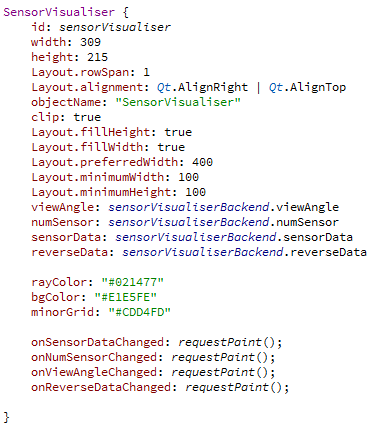 SensorVisualiser {
    id: sensorVisualiser
    width: 309
    height: 215
    Layout.rowSpan: 1
    Layout.alignment: Qt.AlignRight | Qt.AlignTop
    objectName: "SensorVisualiser"
    clip: true
    Layout.fillHeight: true
    Layout.fillWidth: true
    Layout.preferredWidth: 400
    Layout.minimumWidth: 100
    Layout.minimumHeight: 100
    viewAngle: sensorVisualiserBackend.viewAngle
    numSensor: sensorVisualiserBackend.numSensor
    sensorData: sensorVisualiserBackend.sensorData
    reverseData: sensorVisualiserBackend.reverseData

    rayColor: "#021477"
    bgColor: "#E1E5FE"
    minorGrid: "#CDD4FD"

    onSensorDataChanged: requestPaint();
    onNumSensorChanged: requestPaint();
    onViewAngleChanged: requestPaint();
    onReverseDataChanged: requestPaint();

}